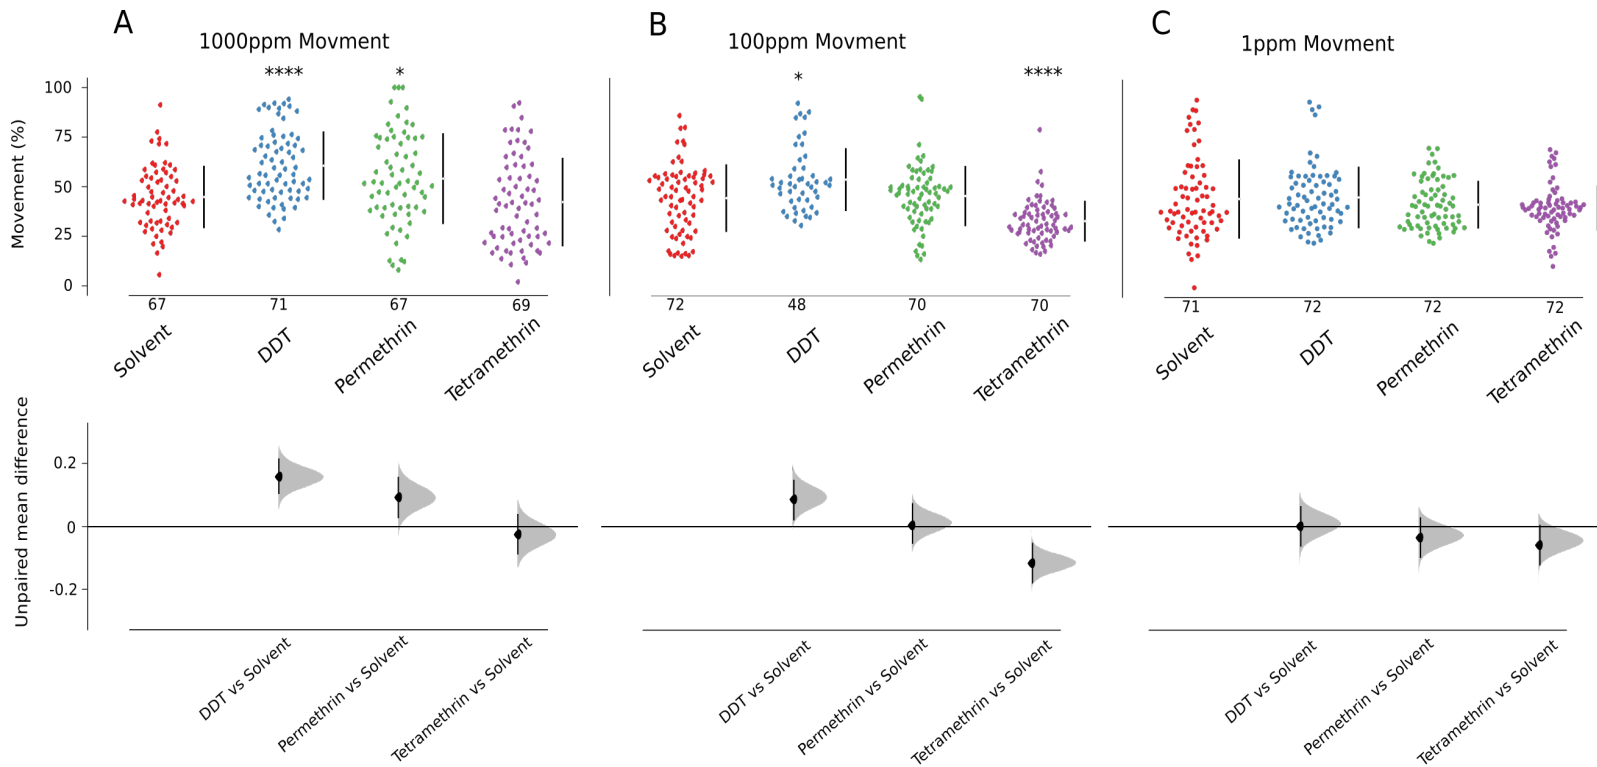 A
B
C
1000ppm Movment
100ppm Movment
1ppm Movment
**** *
* ****
Movement (%)
100
75
50
25
0
67 71 67 69
72 48 70 70
71 72 72 72
Solvent DDT Permethrin Tetramethrin
Solvent DDT Permethrin Tetramethrin
Solvent DDT Permethrin Tetramethrin
Unpaired mean difference
0.2
0
-0.2
DDT vs Solvent Permethrin vs Solvent Tetramethrin vs Solvent
DDT vs Solvent Permethrin vs Solvent Tetramethrin vs Solvent
DDT vs Solvent Permethrin vs Solvent Tetramethrin vs Solvent